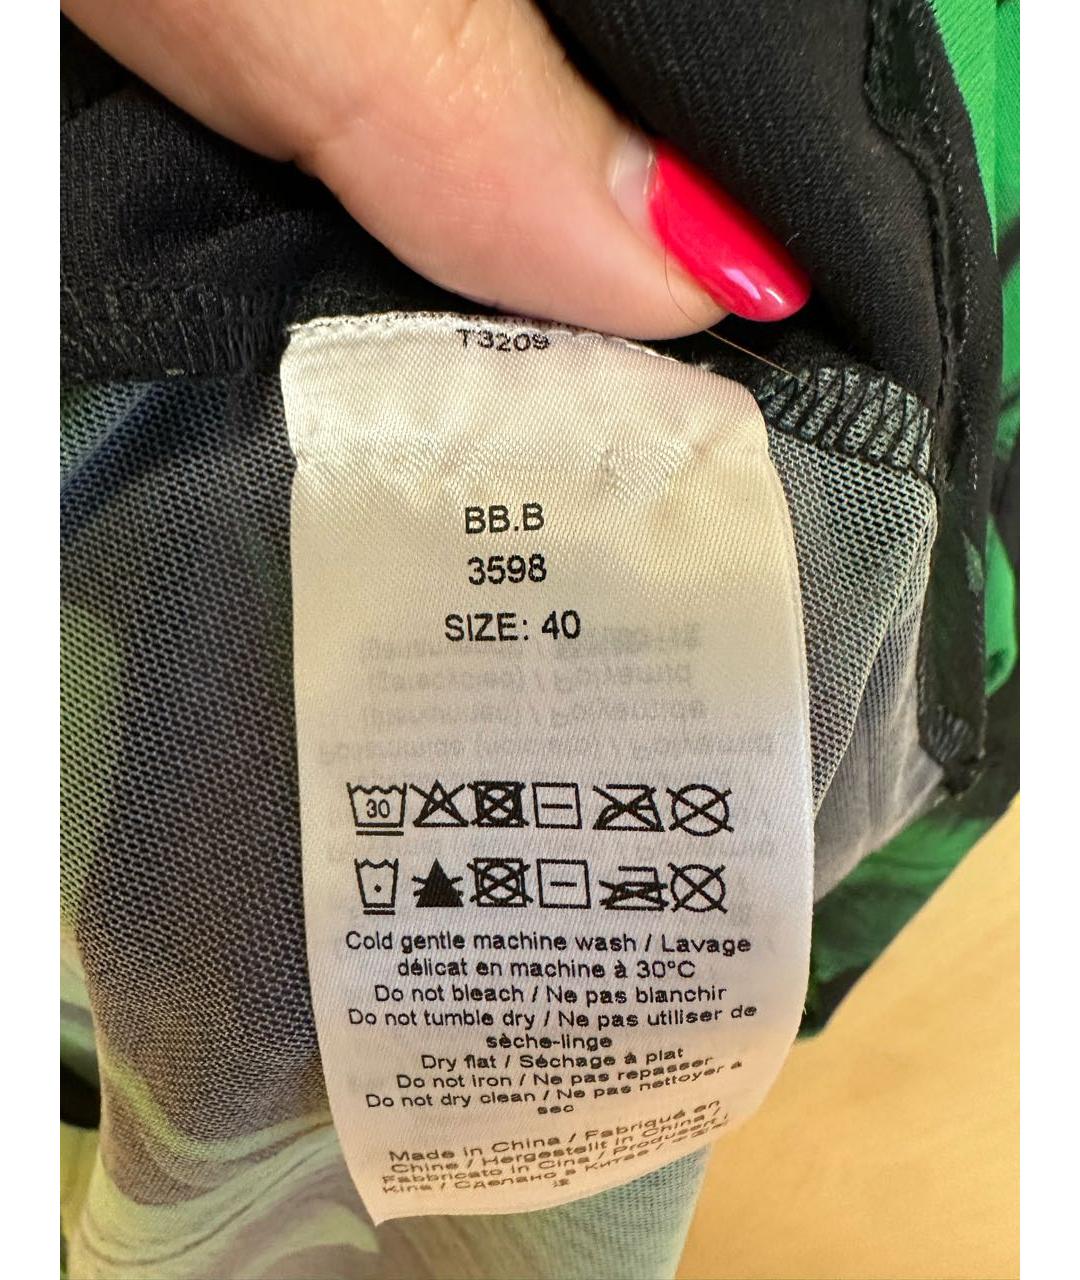 T3209
BB.B
3598
SIZE: 40
30
Cold gentle machine wash / Lavage
délicat en machine à 30°C
Do not bleach / Ne pas blanchir
Do not tumble dry / Ne pas utiliser de
sèche-linge
Dry flat / Séchage à plat
Do not iron / Ne pas repasser
Do not dry clean / Ne pas nettoyer à
sec
Made in China / Fabriqué en
Chine / Hergestellt in China /
Fabbricato in Cina / Produsert i
Kina / Сделано в Китае /